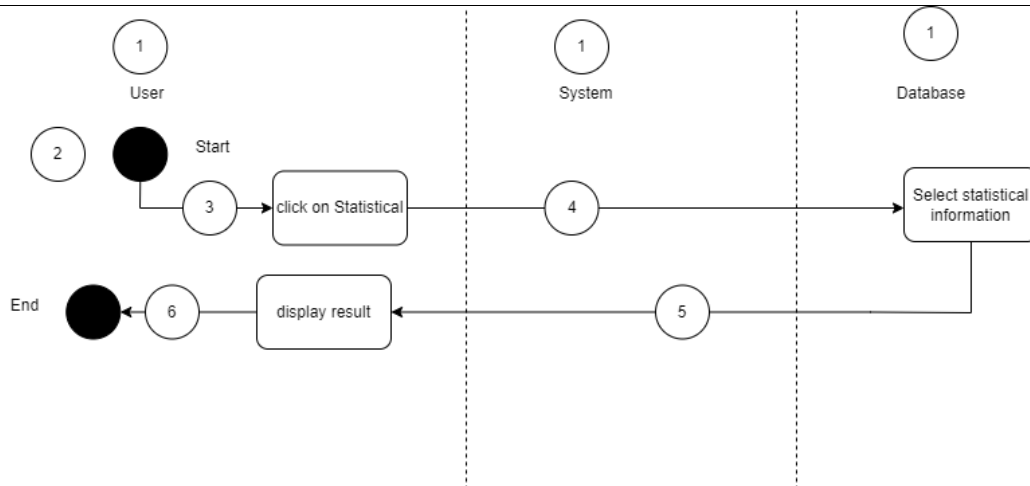 1
1
1
User
System
Database
2
Start
3
click on Statistical
4
Select statistical
information
End
6
display result
5